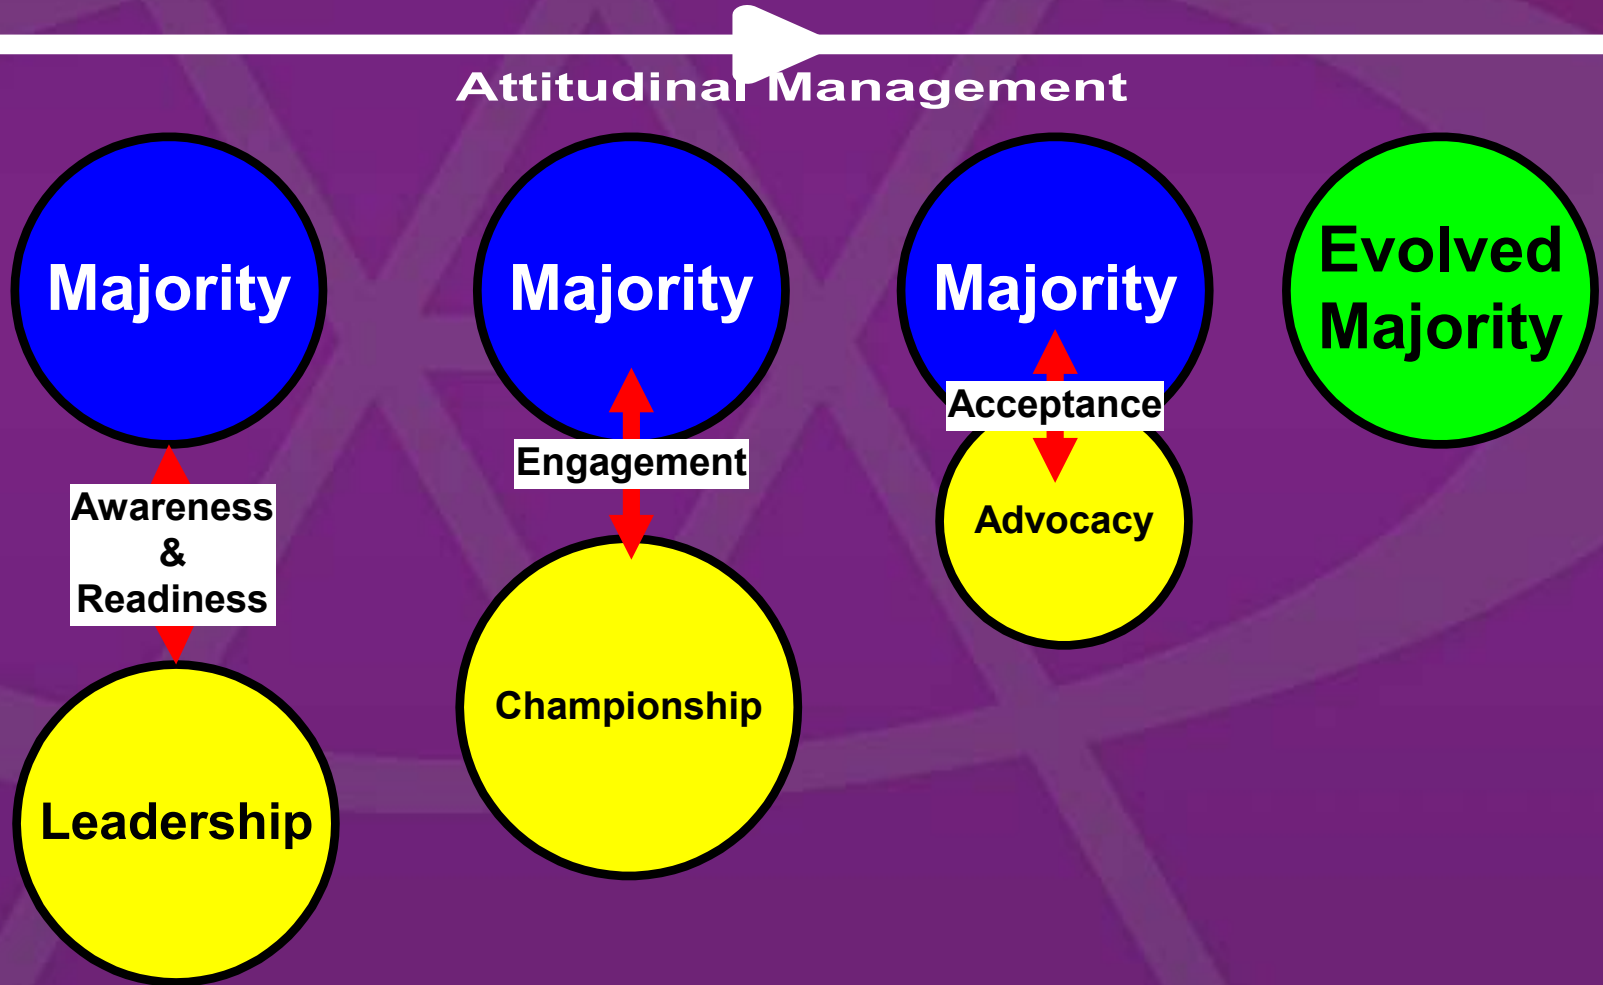 Attitudinal Management
Majority
Awareness
&
Readiness
Leadership
Majority
Engagement
Championship
Majority
Acceptance
Advocacy
Evolved
Majority